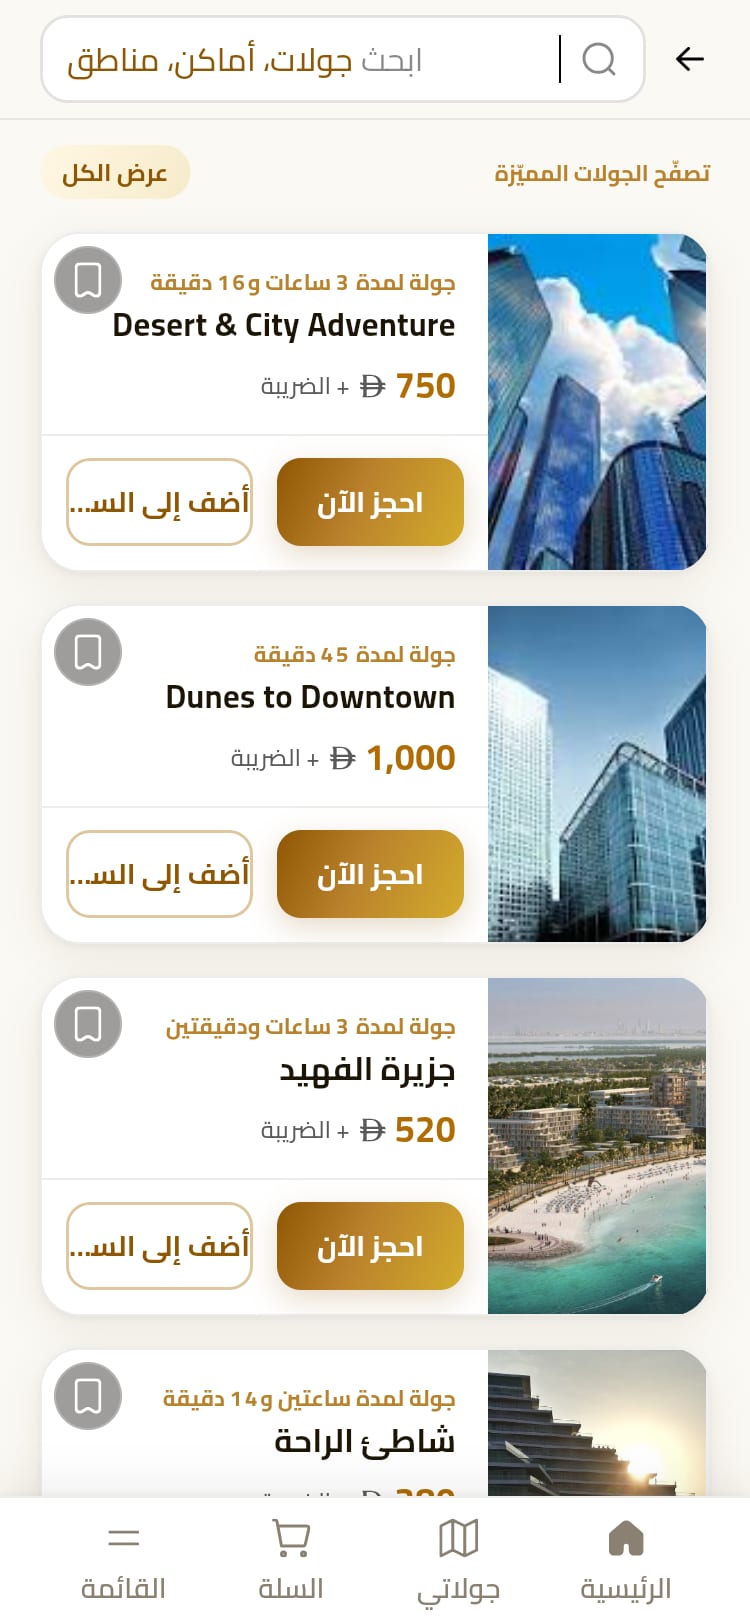 ابحث جولات، أماكن، مناطق
تصفّح الجولات المميّزة
عرض الكل
جولة لمدة 3 ساعات و16 دقيقة
Desert & City Adventure
750 + الضريبة
احجز الآن
أضف إلى الس...
جولة لمدة 45 دقيقة
Dunes to Downtown
1,000 + الضريبة
احجز الآن
أضف إلى الس...
جولة لمدة 3 ساعات ودقيقتين
جزيرة الفهيد
520 + الضريبة
احجز الآن
أضف إلى الس...
جولة لمدة ساعتين و14 دقيقة
شاطئ الراحة
الرئيسية
جولاتي
السلة
القائمة